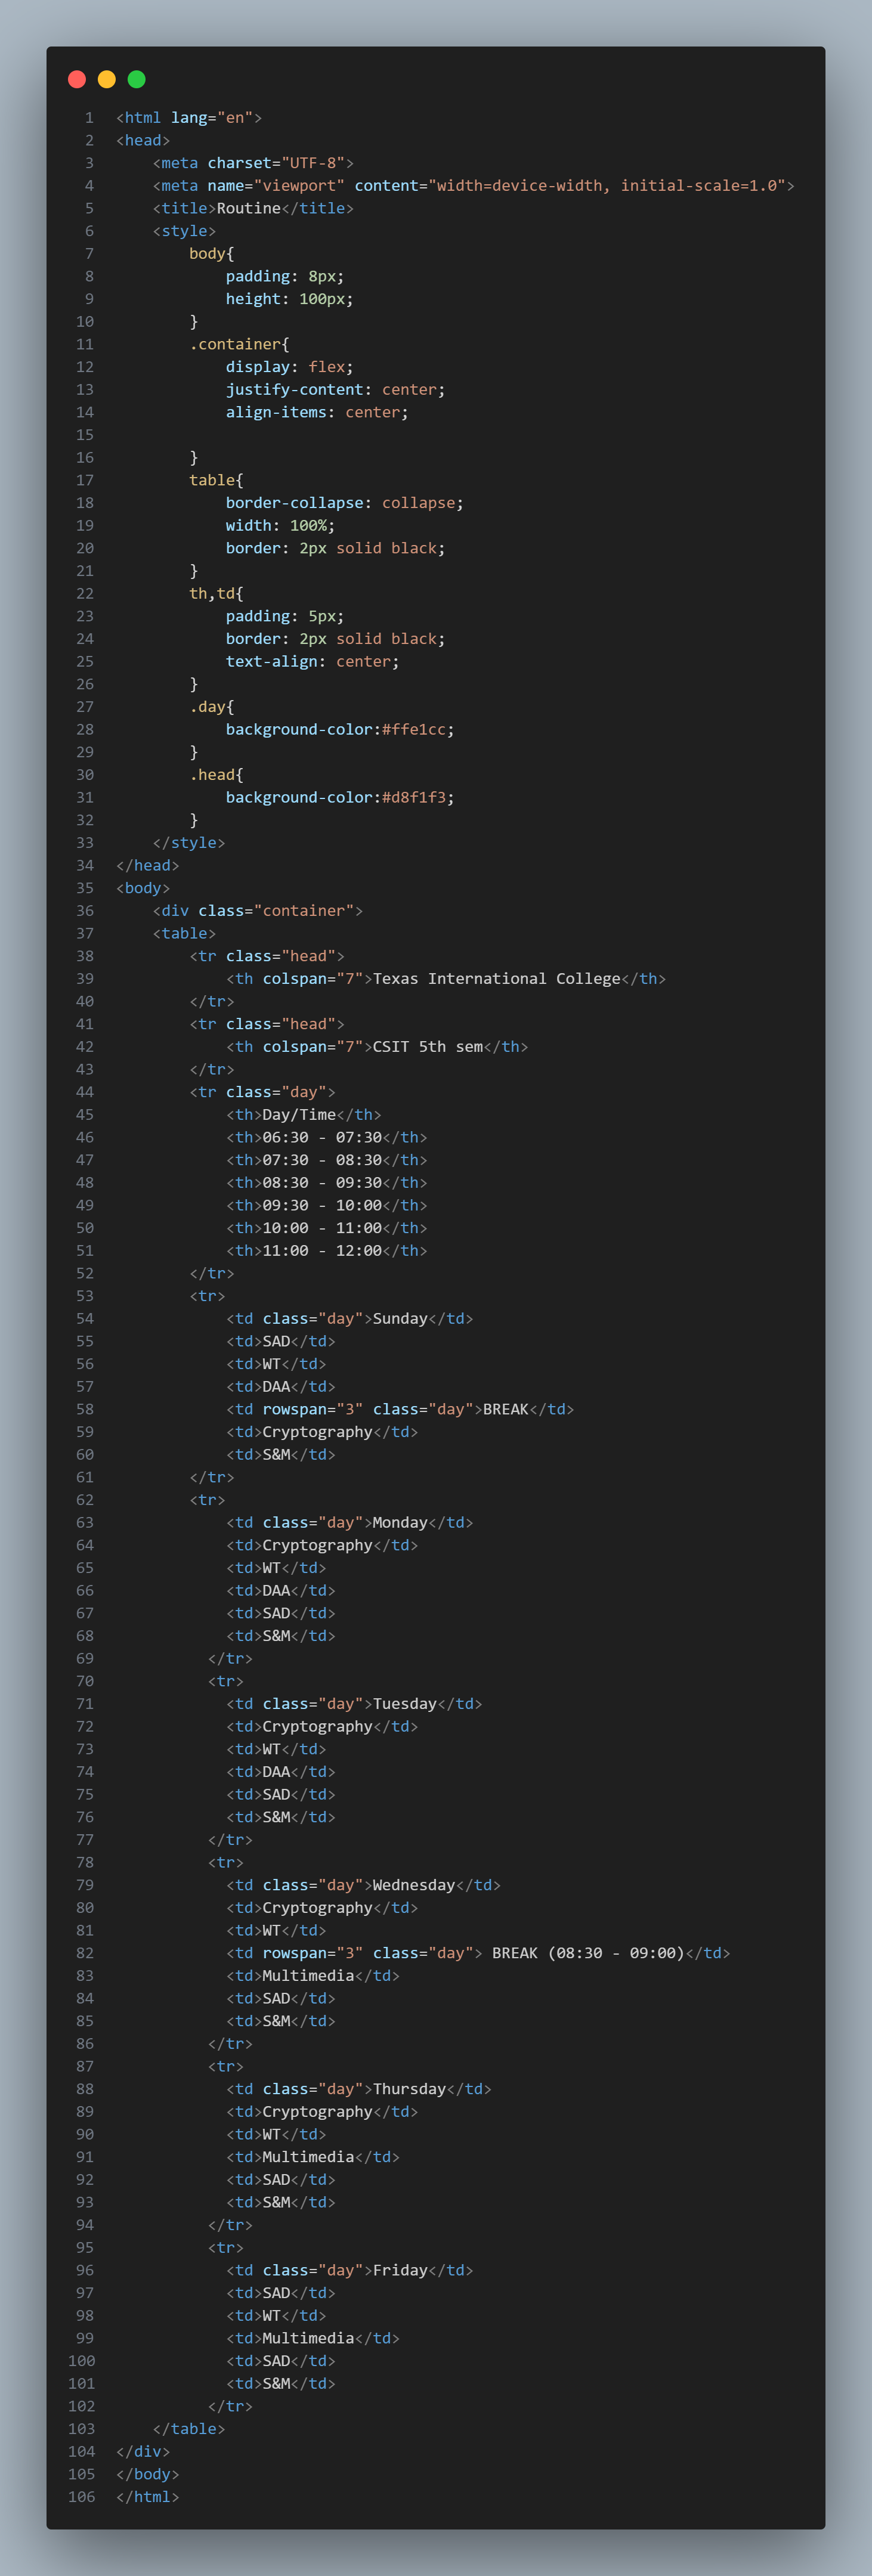 1 <html lang="en">
2 <head>
3     <meta charset="UTF-8">
4     <meta name="viewport" content="width=device-width, initial-scale=1.0">
5     <title>Routine</title>
6     <style>
7         body{
8             padding: 8px;
9             height: 100px;
10         }
11         .container{
12             display: flex;
13             justify-content: center;
14             align-items: center;
15
16         }
17         table{
18             border-collapse: collapse;
19             width: 100%;
20             border: 2px solid black;
21         }
22         th,td{
23             padding: 5px;
24             border: 2px solid black;
25             text-align: center;
26         }
27         .day{
28             background-color:#ffe1cc;
29         }
30         .head{
31             background-color:#d8f1f3;
32         }
33     </style>
34 </head>
35 <body>
36     <div class="container">
37     <table>
38         <tr class="head">
39             <th colspan="7">Texas International College</th>
40         </tr>
41         <tr class="head">
42             <th colspan="7">CSIT 5th sem</th>
43         </tr>
44         <tr class="day">
45             <th>Day/Time</th>
46             <th>06:30 - 07:30</th>
47             <th>07:30 - 08:30</th>
48             <th>08:30 - 09:30</th>
49             <th>09:30 - 10:00</th>
50             <th>10:00 - 11:00</th>
51             <th>11:00 - 12:00</th>
52         </tr>
53         <tr>
54             <td class="day">Sunday</td>
55             <td>SAD</td>
56             <td>WT</td>
57             <td>DAA</td>
58             <td rowspan="3" class="day">BREAK</td>
59             <td>Cryptography</td>
60             <td>S&M</td>
61         </tr>
62         <tr>
63             <td class="day">Monday</td>
64             <td>Cryptography</td>
65             <td>WT</td>
66             <td>DAA</td>
67             <td>SAD</td>
68             <td>S&M</td>
69           </tr>
70           <tr>
71             <td class="day">Tuesday</td>
72             <td>Cryptography</td>
73             <td>WT</td>
74             <td>DAA</td>
75             <td>SAD</td>
76             <td>S&M</td>
77           </tr>
78           <tr>
79             <td class="day">Wednesday</td>
80             <td>Cryptography</td>
81             <td>WT</td>
82             <td rowspan="3" class="day"> BREAK (08:30 - 09:00)</td>
83             <td>Multimedia</td>
84             <td>SAD</td>
85             <td>S&M</td>
86           </tr>
87           <tr>
88             <td class="day">Thursday</td>
89             <td>Cryptography</td>
90             <td>WT</td>
91             <td>Multimedia</td>
92             <td>SAD</td>
93             <td>S&M</td>
94           </tr>
95           <tr>
96             <td class="day">Friday</td>
97             <td>SAD</td>
98             <td>WT</td>
99             <td>Multimedia</td>
100             <td>SAD</td>
101             <td>S&M</td>
102           </tr>
103     </table>
104 </div>
105 </body>
106 </html>